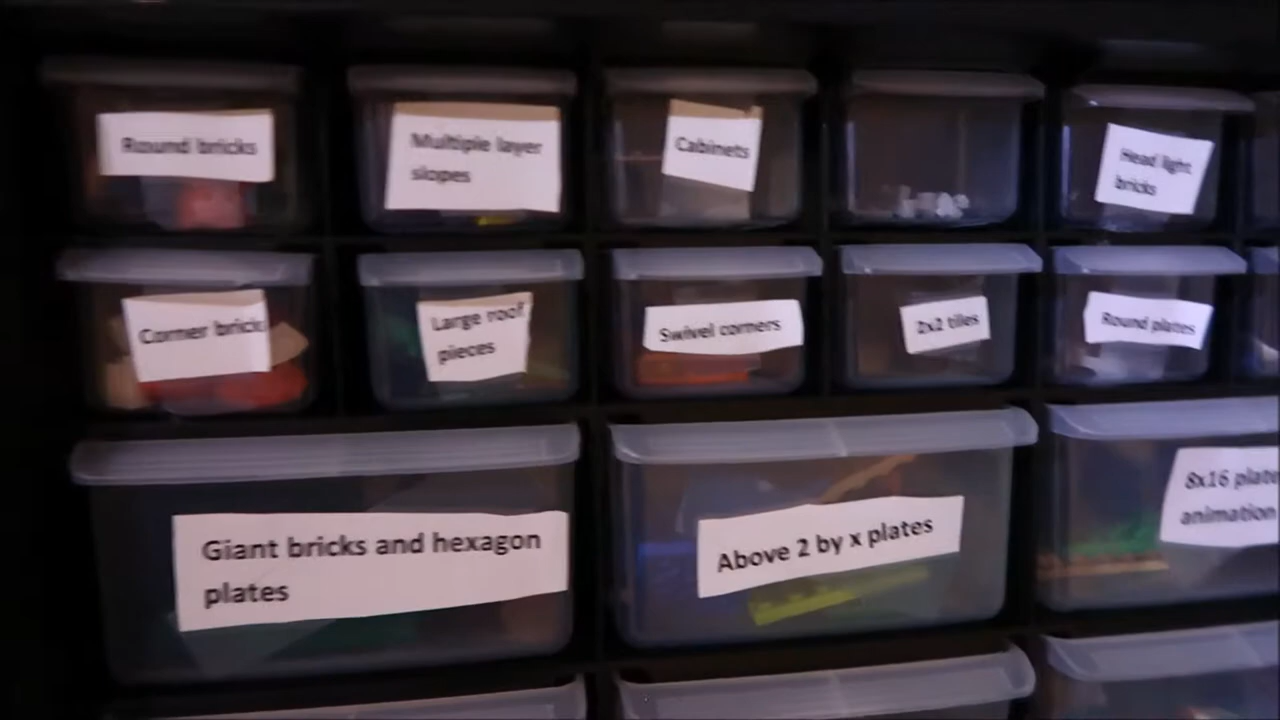 Round bricks
Multiple layer
slopes
Cabinets
Head light
bricks
Corner brick
Large roof
pieces
Swivel corners
2x2 tiles
Round plates
Giant bricks and hexagon
plates
Above 2 by x plates
8x16 plate
animation